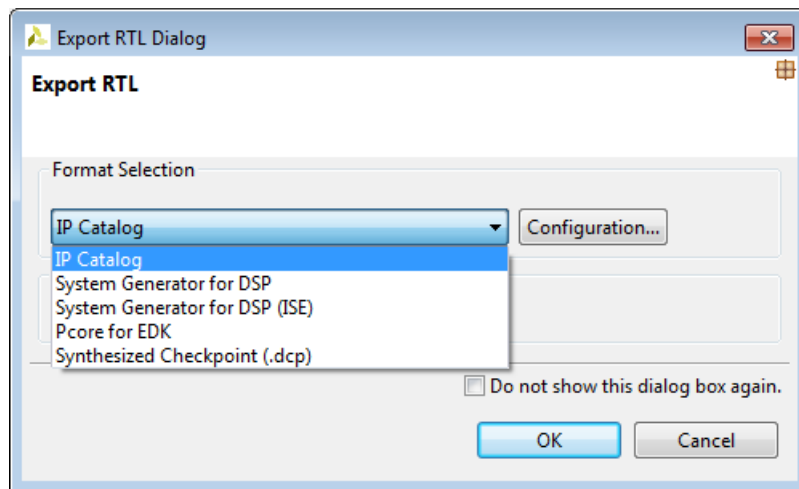 Export RTL Dialog
Export RTL
Format Selection
IP Catalog
Configuration...
IP Catalog
System Generator for DSP
System Generator for DSP (ISE)
Pcore for EDK
Synthesized Checkpoint (.dcp)
Do not show this dialog box again.
OK
Cancel